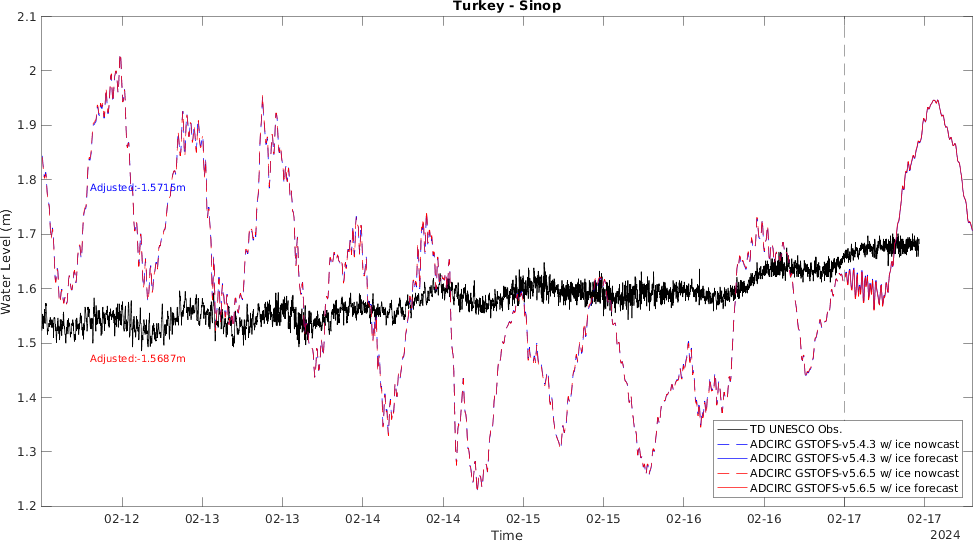 Turkey - Sinop
2.1
2
1.9
1.8
1.7
1.6
1.5
1.4
1.3
1.2
Water Level (m)
Adjusted:-1.5715m
Adjusted:-1.5687m
TD UNESCO Obs.
ADCIRC GSTOFS-v5.4.3 w/ ice nowcast
ADCIRC GSTOFS-v5.4.3 w/ ice forecast
ADCIRC GSTOFS-v5.6.5 w/ ice nowcast
ADCIRC GSTOFS-v5.6.5 w/ ice forecast
02-12 02-13 02-13 02-14 02-14 02-15 02-15 02-16 02-16 02-17 02-17
Time
2024